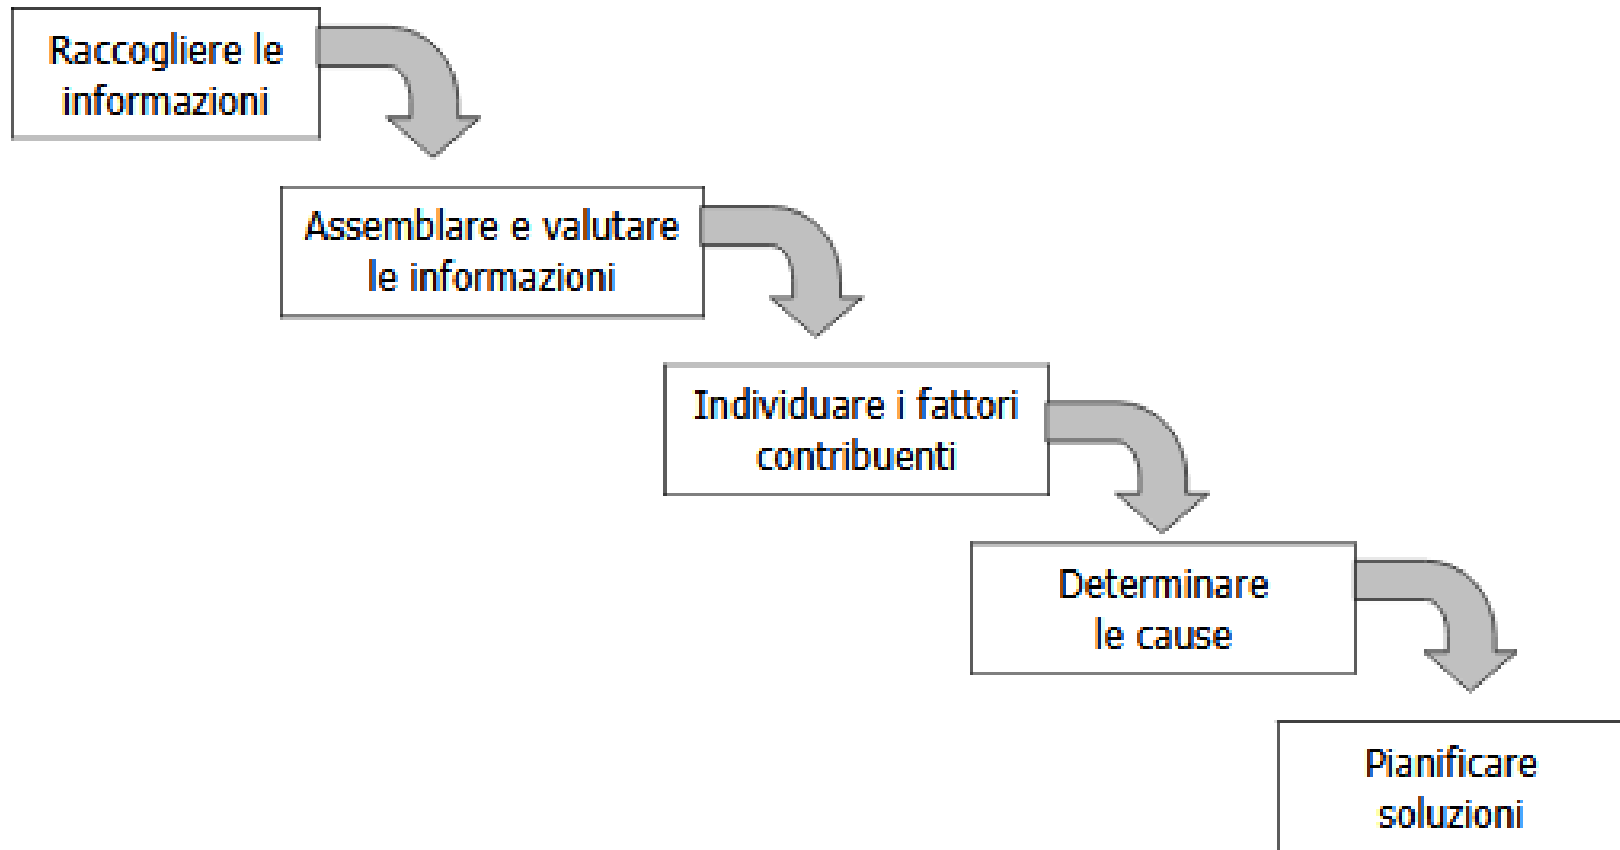 Raccogliere le
informazioni
Assemblare e valutare
le informazioni
Individuare i fattori
contribuenti
Determinare
le cause
Pianificare
soluzioni